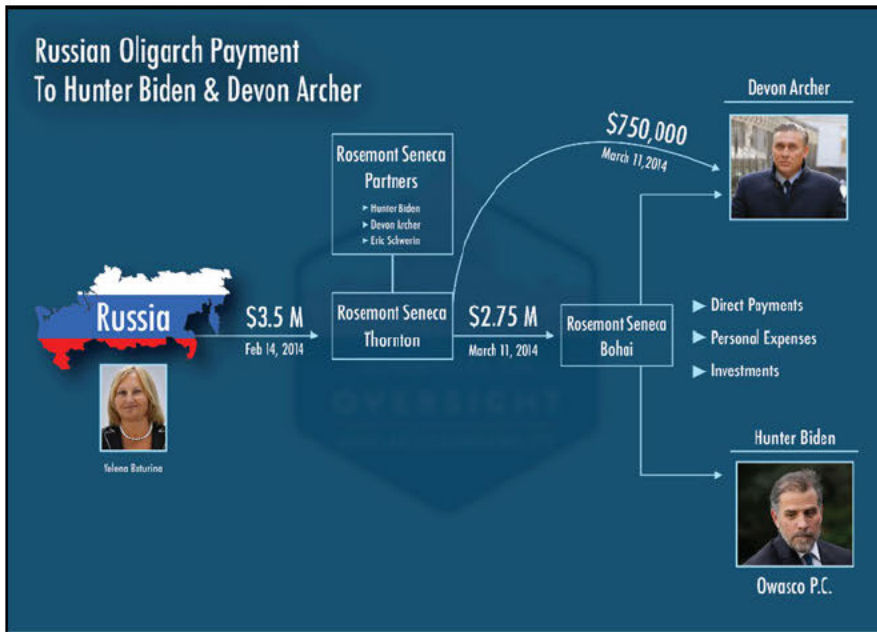 Russian Oligarch Payment
To Hunter Biden & Devon Archer
Devon Archer
$750,000
March 11, 2014
Rosemont Seneca
Partners
Hunter Biden
Devon Archer
Eric Schwerin
Russia
$3.5 M
Feb 14, 2014
Rosemont Seneca
Thornton
$2.75 M
March 11, 2014
Rosemont Seneca
Bohai
Direct Payments
Personal Expenses
Investments
OVERSIGHT
Yelena Baturina
Hunter Biden
Owasco P.C.